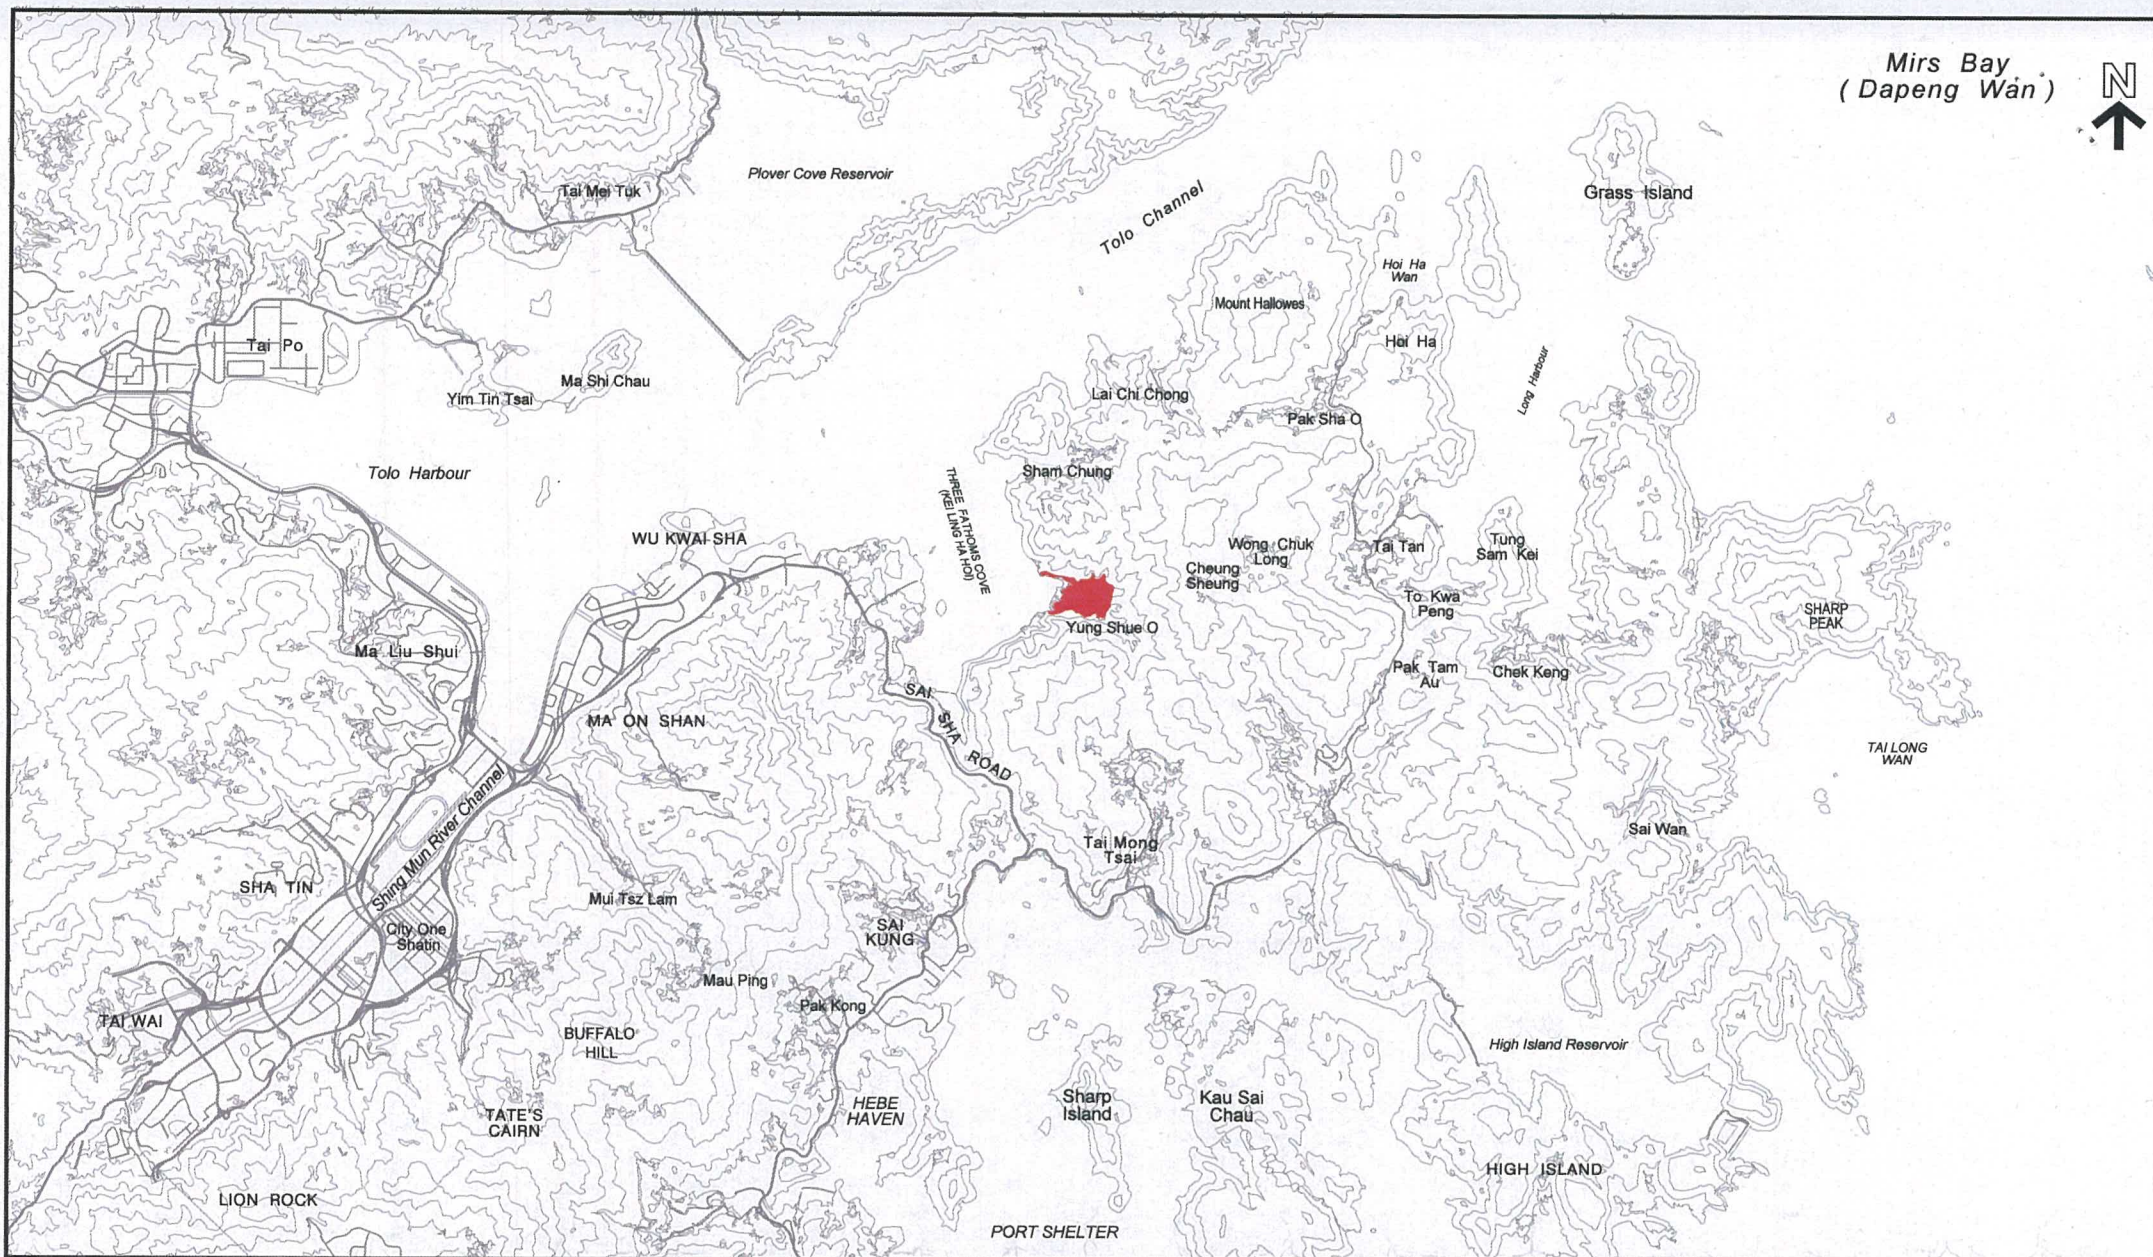 Mirs Bay
( Dapeng Wan )
N
Plover Cove Reservoir
Tai Mei Tuk
Grass Island
Tolo Channel
Hoi Ha
Wan
Mount Hallowes
Hoi Ha
Tai Po
Ma Shi Chau
Yim Tin Tsai
Lai Chi Chong
Long Harbour
Pak Sha O
Tolo Harbour
Sham Chung
THREE FATHOMS COVE
(KEI LING HA HOI)
WU KWAI SHA
Wong Chuk
Long
Tai Tan
Tung
Sam Kei
Cheung
Sheung
To Kwa
Peng
SHARP
PEAK
Yung Shue O
Ma Liu Shui
Pak Tam
Au
Chek Keng
SAI SHA ROAD
MA ON SHAN
TAI LONG
WAN
Shing Mun River Channel
Sai Wan
Tai Mong
Tsai
SHA TIN
Mui Tsz Lam
City One
Shatin
SAI
KUNG
Mau Ping
Pak Kong
TAI WAI
BUFFALO
HILL
High Island Reservoir
Sharp
Island
Kau Sai
Chau
HEBE
HAVEN
TATE'S
CAIRN
HIGH ISLAND
LION ROCK
PORT SHELTER